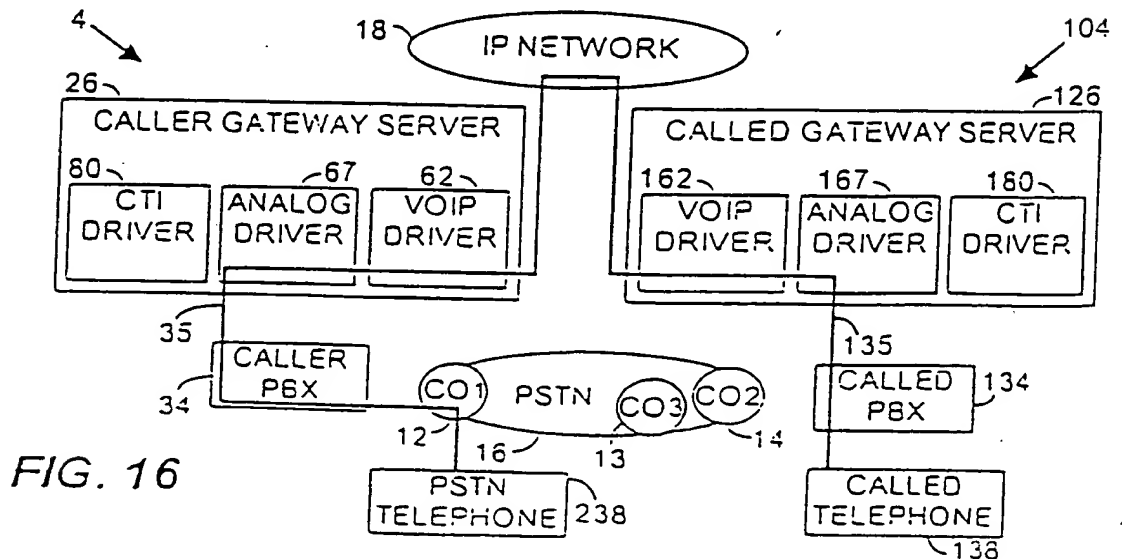 4
18
IP NETWORK
104
26
126
CALLER GATEWAY SERVER
CALLED GATEWAY SERVER
80
67
62
162
167
180
CTI
DRIVER
ANALOG
DRIVER
VOIP
DRIVER
VOIP
DRIVER
ANALOG
DRIVER
CTI
DRIVER
35
135
CALLER
PBX
34
CO1
PSTN
CO3
CO2
CALLED
PBX
134
12
16
13
14
FIG. 16
PSTN
TELEPHONE
238
CALLED
TELEPHONE
138